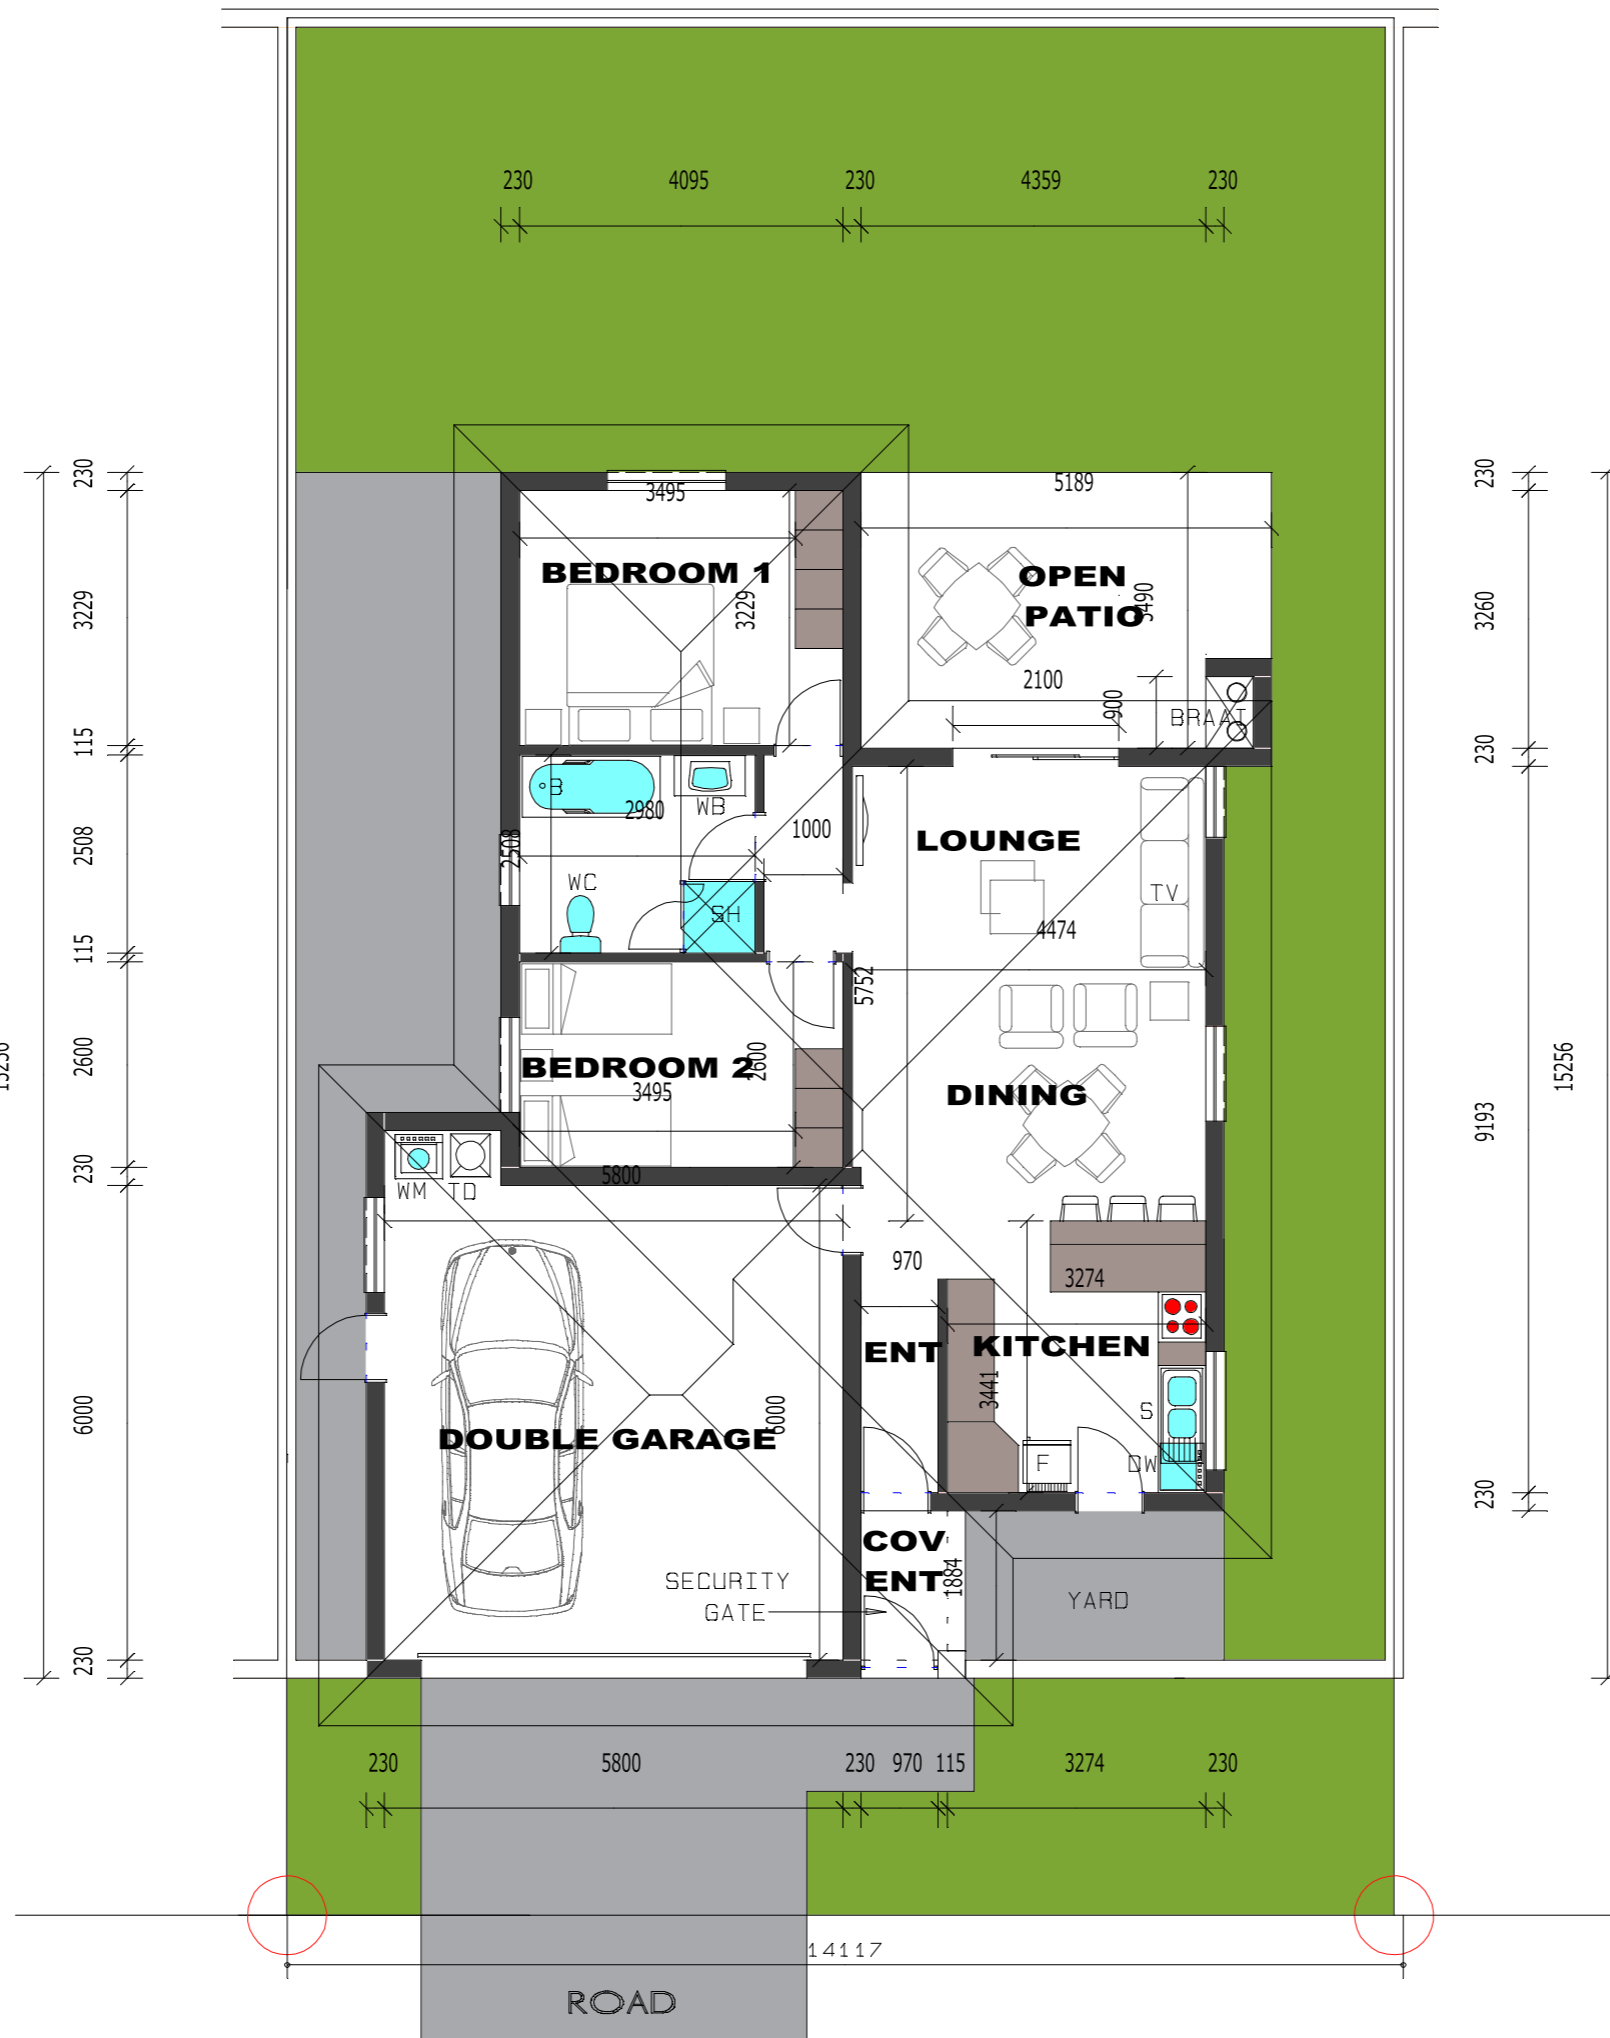 230 4095 230 4359 230
230
3229
115
2508
115
2600
230
6000
230
230
3260
230
9193
230
15256
3495
BEDROOM 1
3229
5189
OPEN
PATIO
3490
2100
900
BRAAI
B
2980
WB
1000
2508
WC
SH
LOUNGE
TV
4474
5752
BEDROOM 2
2600
3495
DINING
WM TD
5800
970
3274
ENT
KITCHEN
3441
S
F
DW
DOUBLE GARAGE
6000
COV
ENT
1884
SECURITY
GATE
YARD
230 5800 230 970 115 3274 230
14117
ROAD